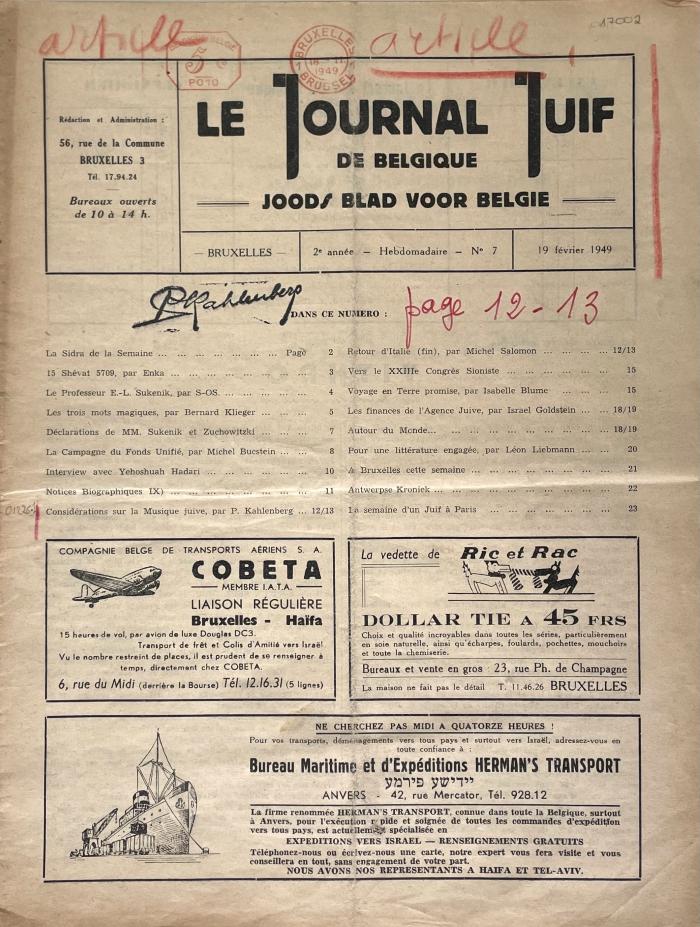 017002
article
article
BRUXELLES
1949
BRUSSEL
P010
Rédaction et Administration :
56, rue de la Commune
BRUXELLES 3
Tél. 17.94.24
Bureaux ouverts
de 10 à 14 h.
LE JOURNAL JUIF
DE BELGIQUE
JOODS BLAD VOOR BELGIE
— BRUXELLES —
2e année — Hebdomadaire — No 7
19 février 1949
P Kahlenberg
DANS CE NUMERO :
page 12-13
La Sidra de la Semaine ... ... ... ... ... Page 2
15 Shévat 5709, par Enka ... ... ... ... ... 3
Le Professeur E.-L. Sukenik, par S-OS. ... ... ... ... 4
Les trois mots magiques, par Bernard Klieger ... ... ... 5
Déclarations de MM. Sukenik et Zuchowitzki ... ... ... 7
La Campagne du Fonds Unifié, par Michel Bucstein ... ... 8
Interview avec Yehoshuah Hadari ... ... ... ... ... 10
Notices Biographiques IX) ... ... ... ... ... ... 11
Considérations sur la Musique juive, par P. Kahlenberg ... 12/13
Retour d'Italie (fin), par Michel Salomon ... ... ... ... 12/13
Vers le XXIIIe Congrès Sioniste ... ... ... ... ... 15
Voyage en Terre promise, par Isabelle Blume ... ... ... 15
Les finances de l'Agence Juive, par Israel Goldstein ... ... 18/19
Autour du Monde... ... ... ... ... ... ... 18/19
Pour une littérature engagée, par Léon Liebmann ... ... 20
A Bruxelles cette semaine ... ... ... ... ... ... 21
Antwerpse Kroniek ... ... ... ... ... ... ... 22
La semaine d'un Juif à Paris ... ... ... ... ... 23
COMPAGNIE BELGE DE TRANSPORTS AÉRIENS S. A.
COBETA
— MEMBRE I.A.T.A. —
LIAISON RÉGULIÈRE
Bruxelles - Haïfa
15 heures de vol, par avion de luxe Douglas DC3.
Transport de frêt et Colis d'Amitié vers Israël
Vu le nombre restreint de places, il est prudent de se renseigner à
temps, directement chez COBETA.
6, rue du Midi (derrière la Bourse) Tél. 12.16.31 (5 lignes)
La vedette de Ric et Rac
DOLLAR TIE A 45 FRS
Choix et qualité incroyables dans toutes les séries, particulièrement
en soie naturelle, ainsi qu'écharpes, foulards, pochettes, mouchoirs
et toute la chemiserie.
Bureaux et vente en gros : 23, rue Ph. de Champagne
La maison ne fait pas le détail T. 11.46.26 BRUXELLES
NE CHERCHEZ PAS MIDI A QUATORZE HEURES !
Pour vos transports, déménagements vers tous pays et surtout vers Israël, adressez-vous en
toute confiance à :
Bureau Maritime et d'Expéditions HERMAN'S TRANSPORT
יידישע פירמע
ANVERS - 42, rue Mercator, Tél. 928.12
La firme renommée HERMAN'S TRANSPORT, connue dans toute la Belgique, surtout
à Anvers, pour l'exécution rapide et soignée de toutes les commandes d'expédition
vers tous pays, est actuellement spécialisée en
EXPEDITIONS VERS ISRAEL — RENSEIGNEMENTS GRATUITS
Téléphonez-nous ou écrivez-nous une carte, notre expert vous fera visite et vous
conseillera en tout, sans engagement de votre part.
NOUS AVONS NOS REPRESENTANTS A HAIFA ET TEL-AVIV.